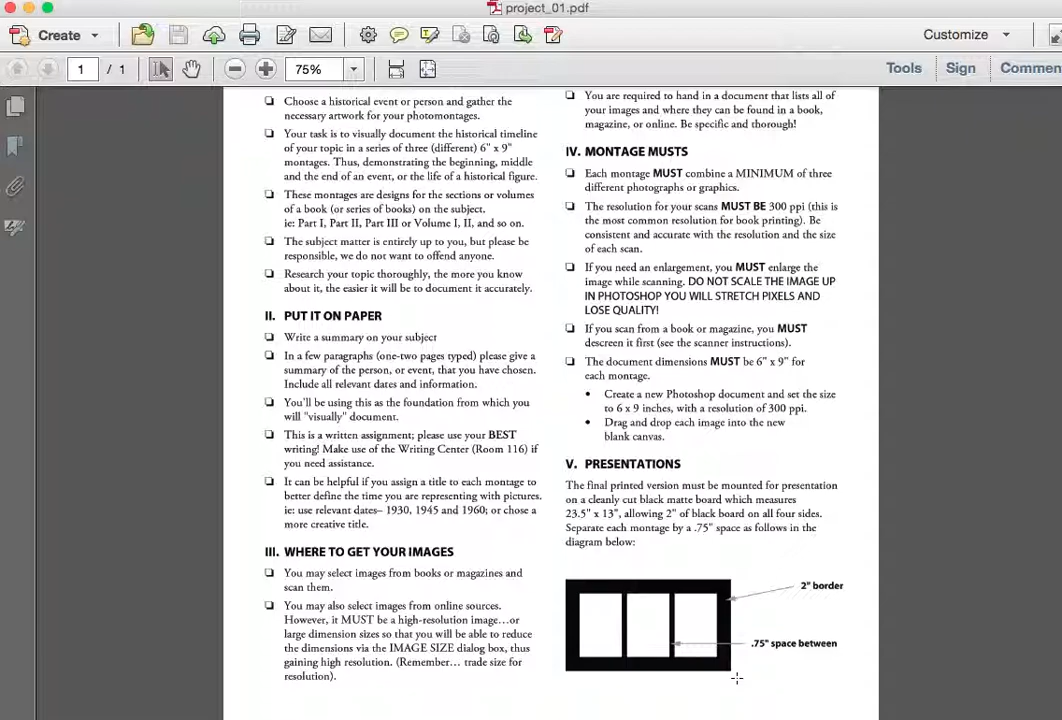 project_01.pdf
Create
Customize
1 / 1
75%
Tools
Sign
Commen
Choose a historical event or person and gather the
necessary artwork for your photomontages.
Your task is to visually document the historical timeline
of your topic in a series of three (different) 6" x 9"
montages. Thus, demonstrating the beginning, middle
and the end of an event, or the life of a historical figure.
These montages are designs for the sections or volumes
of a book (or series of books) on the subject.
ie: Part I, Part II, Part III or Volume I, II, and so on.
The subject matter is entirely up to you, but please be
responsible, we do not want to offend anyone.
Research your topic thoroughly, the more you know
about it, the easier it will be to document it accurately.
II. PUT IT ON PAPER
Write a summary on your subject
In a few paragraphs (one-two pages typed) please give a
summary of the person, or event, that you have chosen.
Include all relevant dates and information.
You'll be using this as the foundation from which you
will "visually" document.
This is a written assignment; please use your BEST
writing! Make use of the Writing Center (Room 116) if
you need assistance.
It can be helpful if you assign a title to each montage to
better define the time you are representing with pictures.
ie: use relevant dates– 1930, 1945 and 1960; or chose a
more creative title.
III. WHERE TO GET YOUR IMAGES
You may select images from books or magazines and
scan them.
You may also select images from online sources.
However, it MUST be a high-resolution image…or
large dimension sizes so that you will be able to reduce
the dimensions via the IMAGE SIZE dialog box, thus
gaining high resolution. (Remember… trade size for
resolution).
You are required to hand in a document that lists all of
your images and where they can be found in a book,
magazine, or online. Be specific and thorough!
IV. MONTAGE MUSTS
Each montage MUST combine a MINIMUM of three
different photographs or graphics.
The resolution for your scans MUST BE 300 ppi (this is
the most common resolution for book printing). Be
consistent and accurate with the resolution and the size
of each scan.
If you need an enlargement, you MUST enlarge the
image while scanning. DO NOT SCALE THE IMAGE UP
IN PHOTOSHOP YOU WILL STRETCH PIXELS AND
LOSE QUALITY!
If you scan from a book or magazine, you MUST
descreen it first (see the scanner instructions).
The document dimensions MUST be 6" x 9" for
each montage.
• Create a new Photoshop document and set the size
to 6 x 9 inches, with a resolution of 300 ppi.
• Drag and drop each image into the new
blank canvas.
V. PRESENTATIONS
The final printed version must be mounted for presentation
on a cleanly cut black matte board which measures
23.5" x 13", allowing 2" of black board on all four sides.
Separate each montage by a .75" space as follows in the
diagram below:
2" border
.75" space between